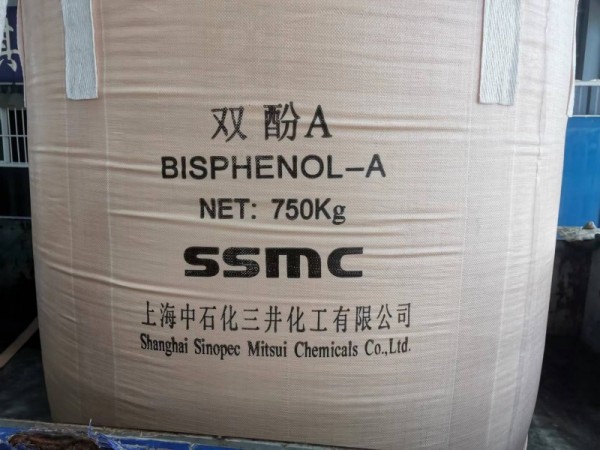 双酚A
BISPHENOL-A
NET: 750Kg
SSMC
上海中石化三井化工有限公司
Shanghai Sinopec Mitsui Chemicals Co.,Ltd.